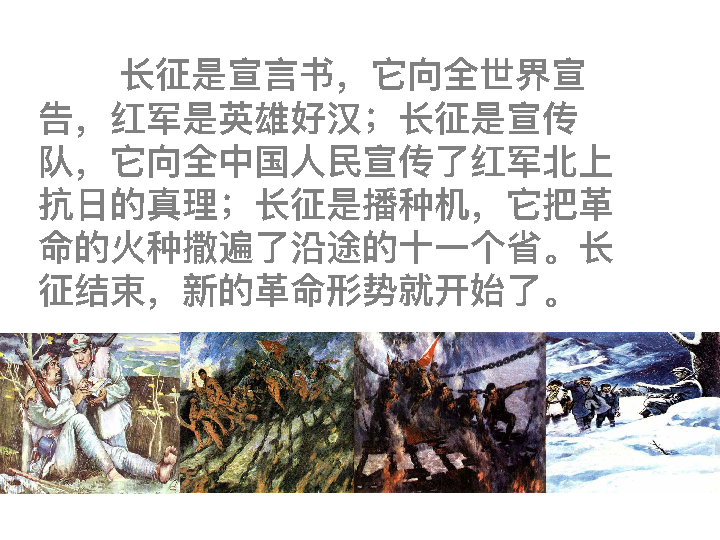 长征是宣言书，它向全世界宣
告，红军是英雄好汉；长征是宣传
队，它向全中国人民宣传了红军北上
抗日的真理；长征是播种机，它把革
命的火种撒遍了沿途的十一个省。长
征结束，新的革命形势就开始了。